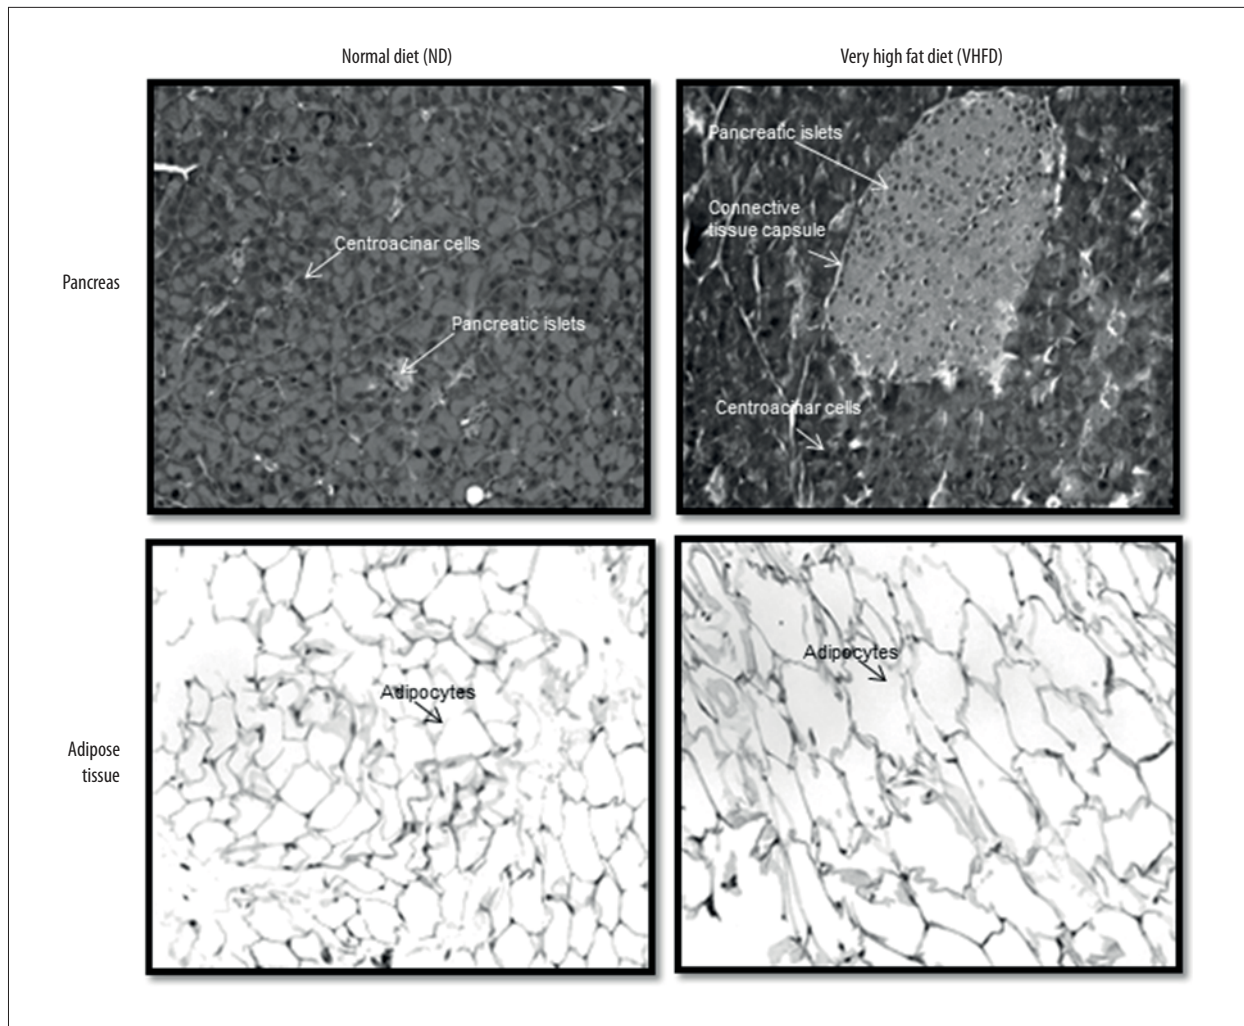 Normal diet (ND)
Very high fat diet (VHFD)
Pancreas
Centroacinar cells
Pancreatic islets
Pancreatic islets
Connective
tissue capsule
Centroacinar cells
Adipose
tissue
Adipocytes
Adipocytes